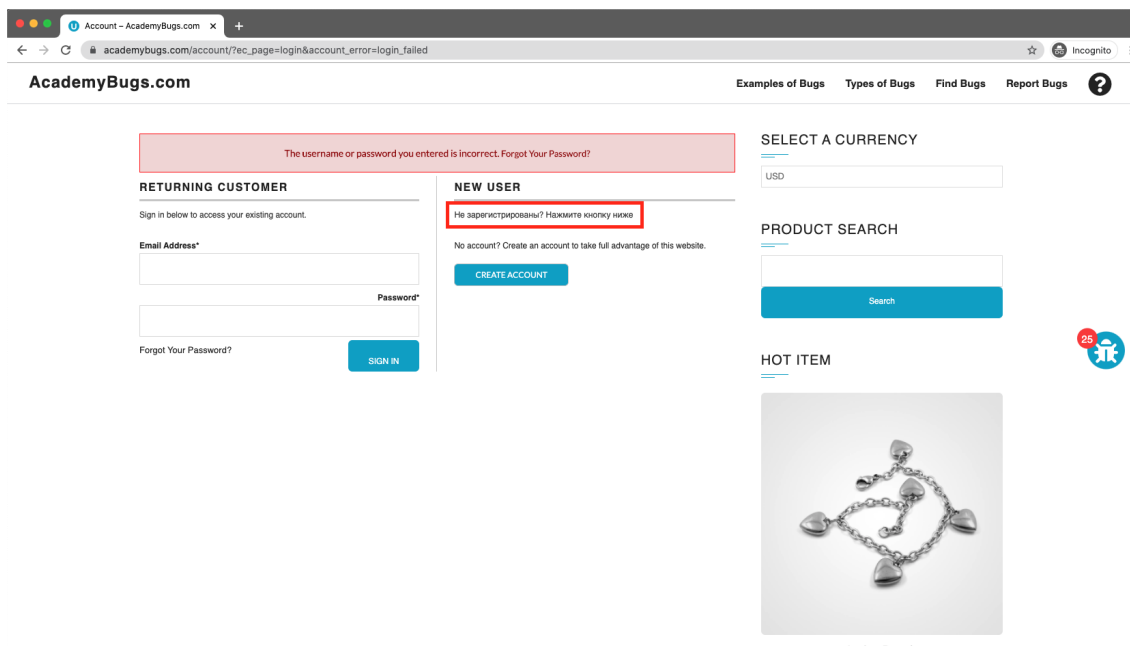 Account – AcademyBugs.com
academybugs.com/account/?ec_page=login&account_error=login_failed
Incognito
AcademyBugs.com
Examples of Bugs
Types of Bugs
Find Bugs
Report Bugs
?
The username or password you entered is incorrect. Forgot Your Password?
RETURNING CUSTOMER
Sign in below to access your existing account.
Email Address*
Password*
Forgot Your Password?
SIGN IN
NEW USER
Не зарегистрированы? Нажмите кнопку ниже
No account? Create an account to take full advantage of this website.
CREATE ACCOUNT
SELECT A CURRENCY
USD
PRODUCT SEARCH
Search
25
HOT ITEM